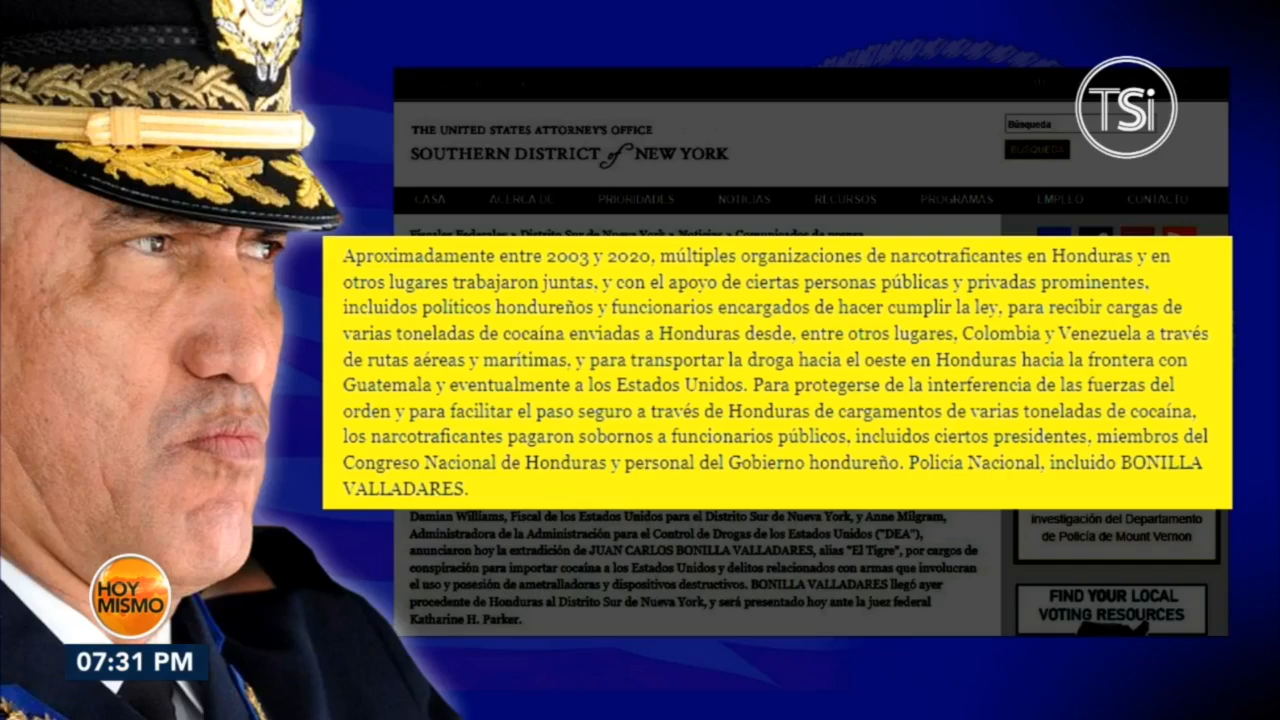 TSi
THE UNITED STATES ATTORNEY'S OFFICE
SOUTHERN DISTRICT of NEW YORK
Búsqueda
BÚSQUEDA
CASA ACERCA DE PRIORIDADES NOTICIAS RECURSOS PROGRAMAS EMPLEO CONTACTO
Fiscales Federales » Distrito Sur de Nueva York » Noticias » Comunicados de prensa
Aproximadamente entre 2003 y 2020, múltiples organizaciones de narcotraficantes en Honduras y en
otros lugares trabajaron juntas, y con el apoyo de ciertas personas públicas y privadas prominentes,
incluidos políticos hondureños y funcionarios encargados de hacer cumplir la ley, para recibir cargas de
varias toneladas de cocaína enviadas a Honduras desde, entre otros lugares, Colombia y Venezuela a través
de rutas aéreas y marítimas, y para transportar la droga hacia el oeste en Honduras hacia la frontera con
Guatemala y eventualmente a los Estados Unidos. Para protegerse de la interferencia de las fuerzas del
orden y para facilitar el paso seguro a través de Honduras de cargamentos de varias toneladas de cocaína,
los narcotraficantes pagaron sobornos a funcionarios públicos, incluidos ciertos presidentes, miembros del
Congreso Nacional de Honduras y personal del Gobierno hondureño. Policía Nacional, incluido BONILLA
VALLADARES.
Damian Williams, Fiscal de los Estados Unidos para el Distrito Sur de Nueva York, y Anne Milgram,
Administradora de la Administración para el Control de Drogas de los Estados Unidos ("DEA"),
anunciaron hoy la extradición de JUAN CARLOS BONILLA VALLADARES, alias "El Tigre", por cargos de
conspiración para importar cocaína a los Estados Unidos y delitos relacionados con armas que involucran
el uso y posesión de ametralladoras y dispositivos destructivos. BONILLA VALLADARES llegó ayer
procedente de Honduras al Distrito Sur de Nueva York, y será presentado hoy ante la juez federal
Katharine H. Parker.
investigación del Departamento
de Policía de Mount Vernon
FIND YOUR LOCAL
VOTING RESOURCES
HOY
MISMO
07:31 PM